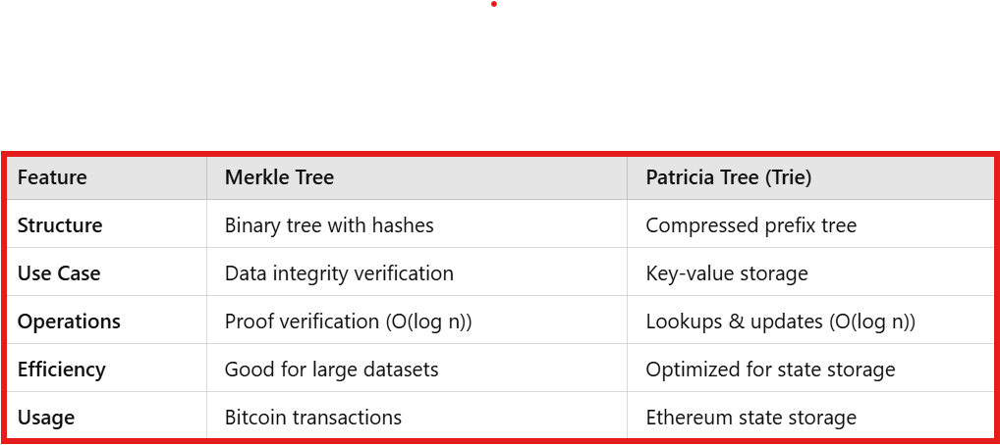 Feature Merkle Tree Patricia Tree (Trie)
Structure Binary tree with hashes Compressed prefix tree
Use Case Data integrity verification Key-value storage
Operations Proof verification (O(log n)) Lookups & updates (O(log n))
Efficiency Good for large datasets Optimized for state storage
Usage Bitcoin transactions Ethereum state storage